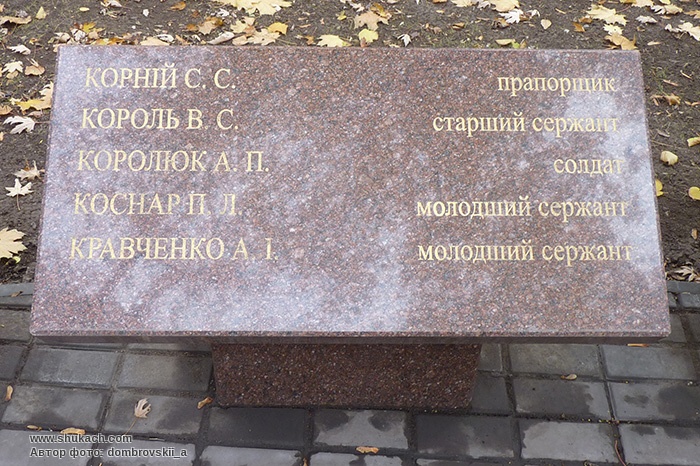 КОРНІЙ С. С. прапорщик
КОРОЛЬ В. С. старший сержант
КОРОЛЮК А. П. солдат
КОСНАР П. Л. молодший сержант
КРАВЧЕНКО А. І. молодший сержант
www.shukach.com
Автор фото: dombrovskii_a